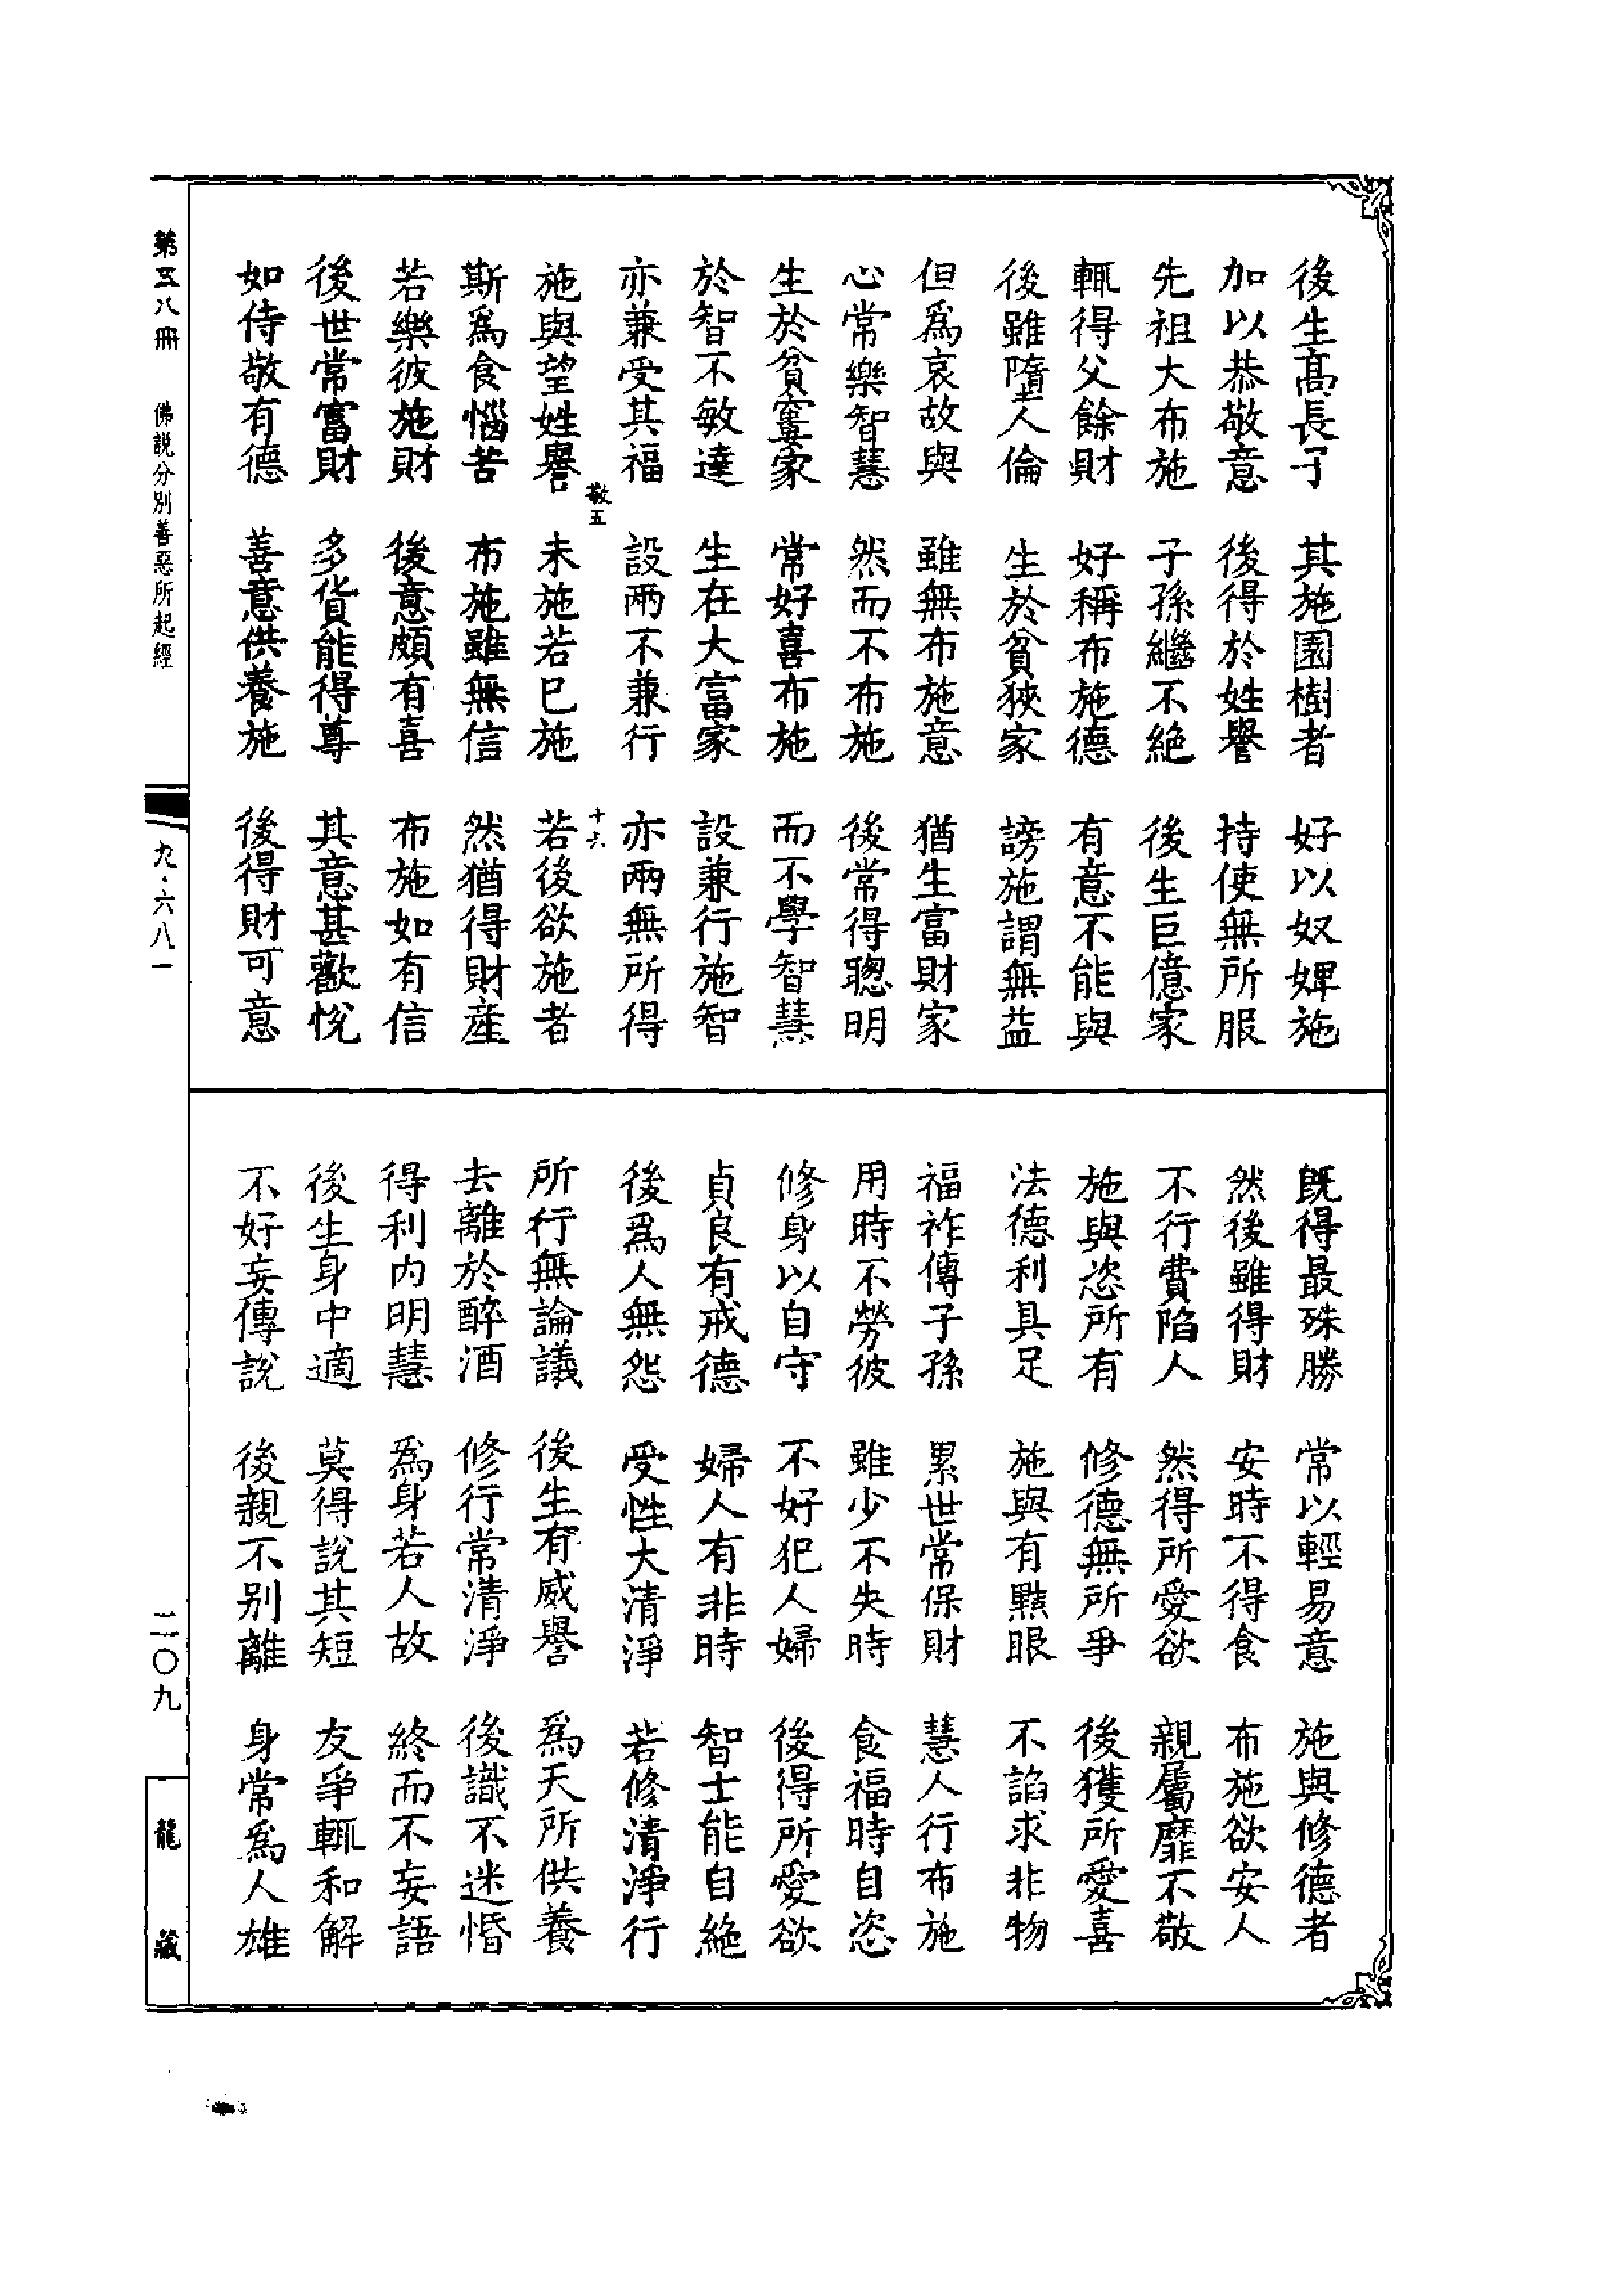 後生高長子　其施園樹者　好以奴婢施
加以恭敬意　後得於姓譽　持使無所服
先祖大布施　子孫繼不絶　後生巨億家
輒得父餘財　好稱布施德　有意不能與
後雖墮人倫　生於貧狹家　謗施謂無益
但爲哀故與　雖無布施意　猶生富財家
心常樂智慧　然而不布施　後常得聰明
生於貧窶家　常好喜布施　而不學智慧
於智不敏達　生在大富家　設兼行施智
亦兼受其福　設兩不兼行　亦兩無所得
敬五　十六
施與望姓譽　未施若已施　若後欲施者
斯爲食惱苦　布施雖無信　然猶得財産
若樂彼施財　後意頗有喜　布施如有信
後世常富財　多貨能得尊　其意甚歡悅
如侍敬有德　善意供養施　後得財可意
既得最殊勝　常以輕易意　施與修德者
然後雖得財　安時不得食　布施欲安人
不行費陷人　然得所愛欲　親屬靡不敬
施與恣所有　修德無所爭　後獲所愛喜
法德利具足　施與有黠眼　不諂求非物
福祚傳子孫　累世常保財　慧人行布施
用時不勞彼　雖少不失時　食福時自恣
修身以自守　不好犯人婦　後得所愛欲
貞良有戒德　婦人有非時　智士能自絶
後爲人無怨　受性大清淨　若修清淨行
所行無論議　後生有威譽　爲天所供養
去離於醉酒　修行常清淨　後識不迷惛
得利内明慧　爲身若人故　終而不妄語
後生身中適　莫得說其短　友爭輒和解
不好妄傳說　後親不别離　身常爲人雄
第五八冊　佛説分别善惡所起經
九·六八一
二〇九
龍藏